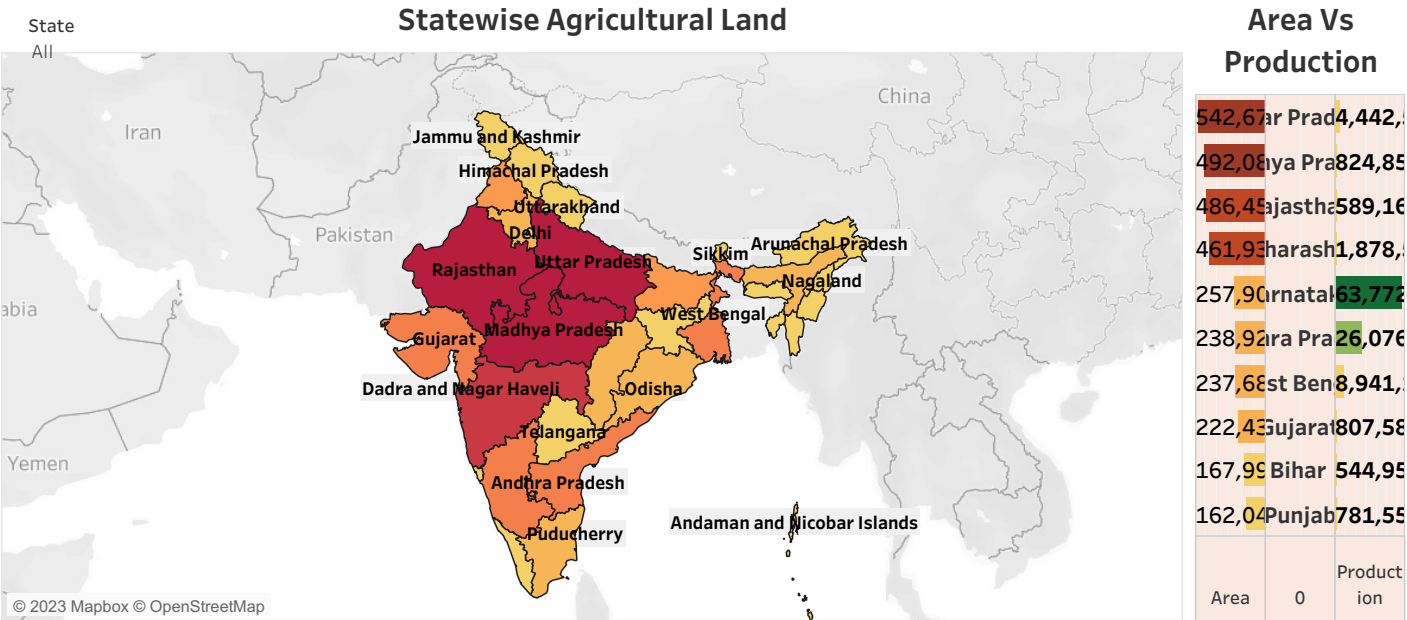 State
All
Statewise Agricultural Land
Area Vs
Production
Iran
China
Pakistan
Yemen
Jammu and Kashmir
Himachal Pradesh
Uttarakhand
Delhi
Rajasthan
Uttar Pradesh
Sikkim
Arunachal Pradesh
Nagaland
West Bengal
Madhya Pradesh
Gujarat
Dadra and Nagar Haveli
Odisha
Telangana
Andhra Pradesh
Puducherry
Andaman and Nicobar Islands
abia
542,67 ar Prad 4,442,
492,08 ya Pra 824,85
486,45 ajastha 589,16
461,93 harash 1,878,
257,90 rnatak 63,772
238,92 ra Pra 26,076
237,68 st Ben 8,941,
222,43 Gujarat 807,58
167,99 Bihar 544,95
162,04 Punjab 781,55
Area 0 Product
ion
© 2023 Mapbox © OpenStreetMap